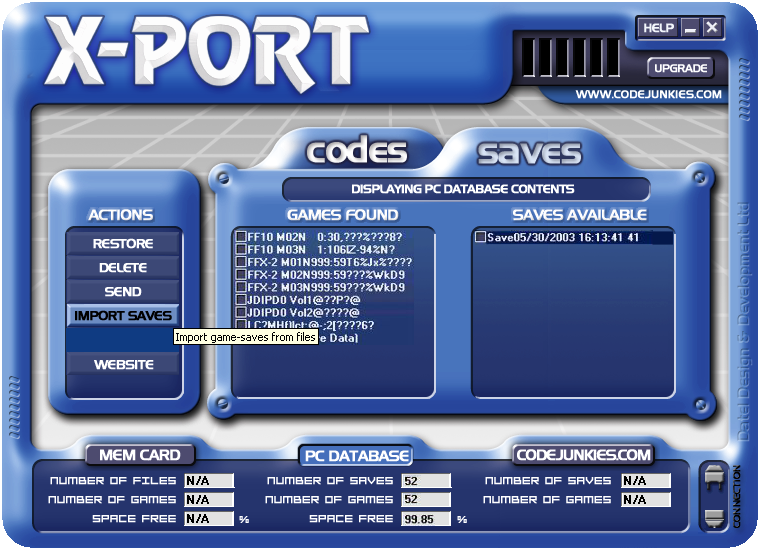 X-PORT
HELP
UPGRADE
WWW.CODEJUNKIES.COM
codes
saves
DISPLAYING PC DATABASE CONTENTS
ACTIONS
RESTORE
DELETE
SEND
IMPORT SAVES
Import game-saves from files
WEBSITE
GAMES FOUND
FF10 M02N 0:30,???%???8?
FF10 M03N 1:106[Z-94%N?
FFX-2 M01N999:59T6%Jx%????
FFX-2 M02N999:59???%WkD9
FFX-2 M03N999:59???%WkD9
JDIPD0 Vol1@??P?@
JDIPD0 Vol2@????@
e Data]
SAVES AVAILABLE
Save05/30/2003 16:13:41 41
Datel Design & Development Ltd
MEM CARD
NUMBER OF FILES N/A
NUMBER OF GAMES N/A
SPACE FREE N/A %
PC DATABASE
NUMBER OF SAVES 52
NUMBER OF GAMES 52
SPACE FREE 99.85 %
CODEJUNKIES.COM
NUMBER OF SAVES N/A
NUMBER OF GAMES N/A
CONNECTION